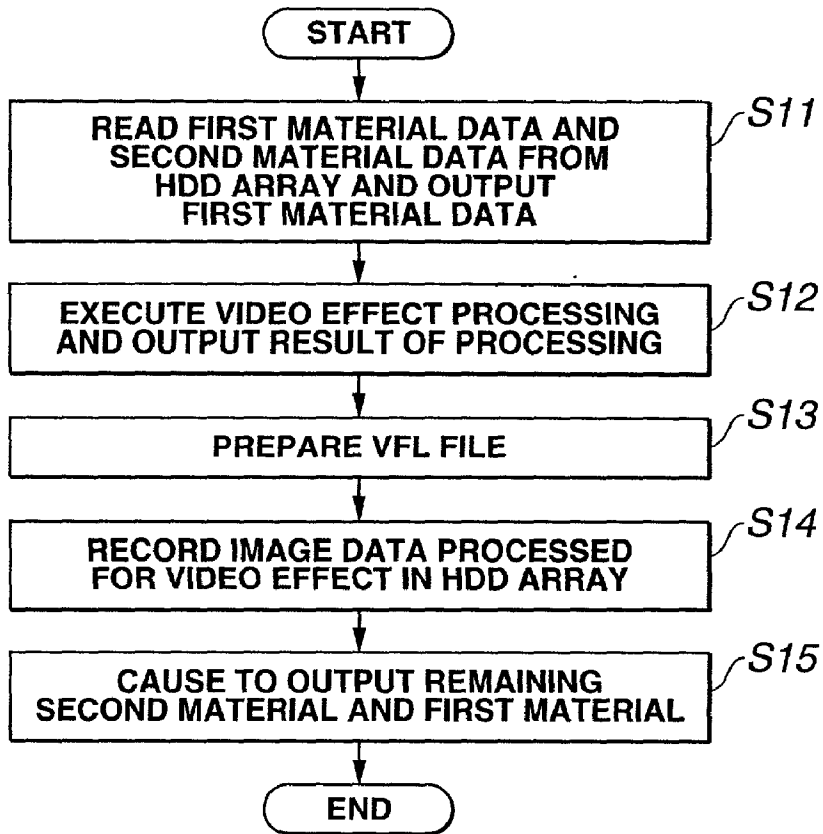 START
READ FIRST MATERIAL DATA AND
SECOND MATERIAL DATA FROM
HDD ARRAY AND OUTPUT
FIRST MATERIAL DATA
S11
EXECUTE VIDEO EFFECT PROCESSING
AND OUTPUT RESULT OF PROCESSING
S12
PREPARE VFL FILE
S13
RECORD IMAGE DATA PROCESSED
FOR VIDEO EFFECT IN HDD ARRAY
S14
CAUSE TO OUTPUT REMAINING
SECOND MATERIAL AND FIRST MATERIAL
S15
END